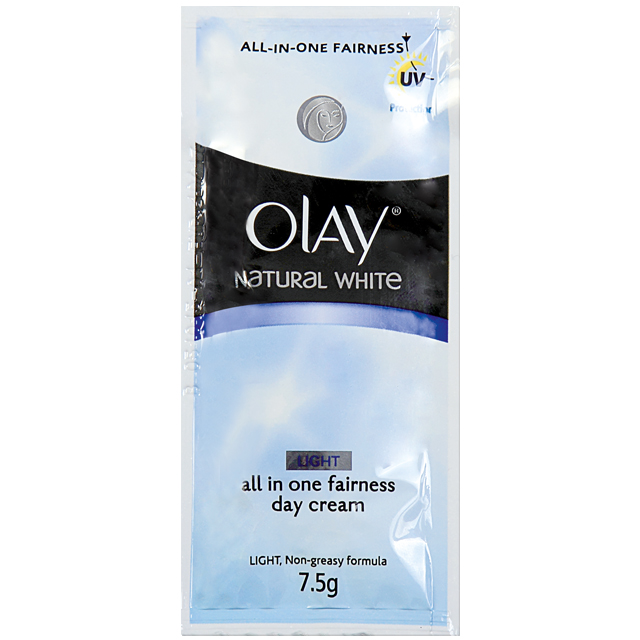 ALL-IN-ONE FAIRNESS
UV
Protection
OLAY®
NATURAL WHITE
LIGHT
all in one fairness
day cream
LIGHT, Non-greasy formula
7.5g